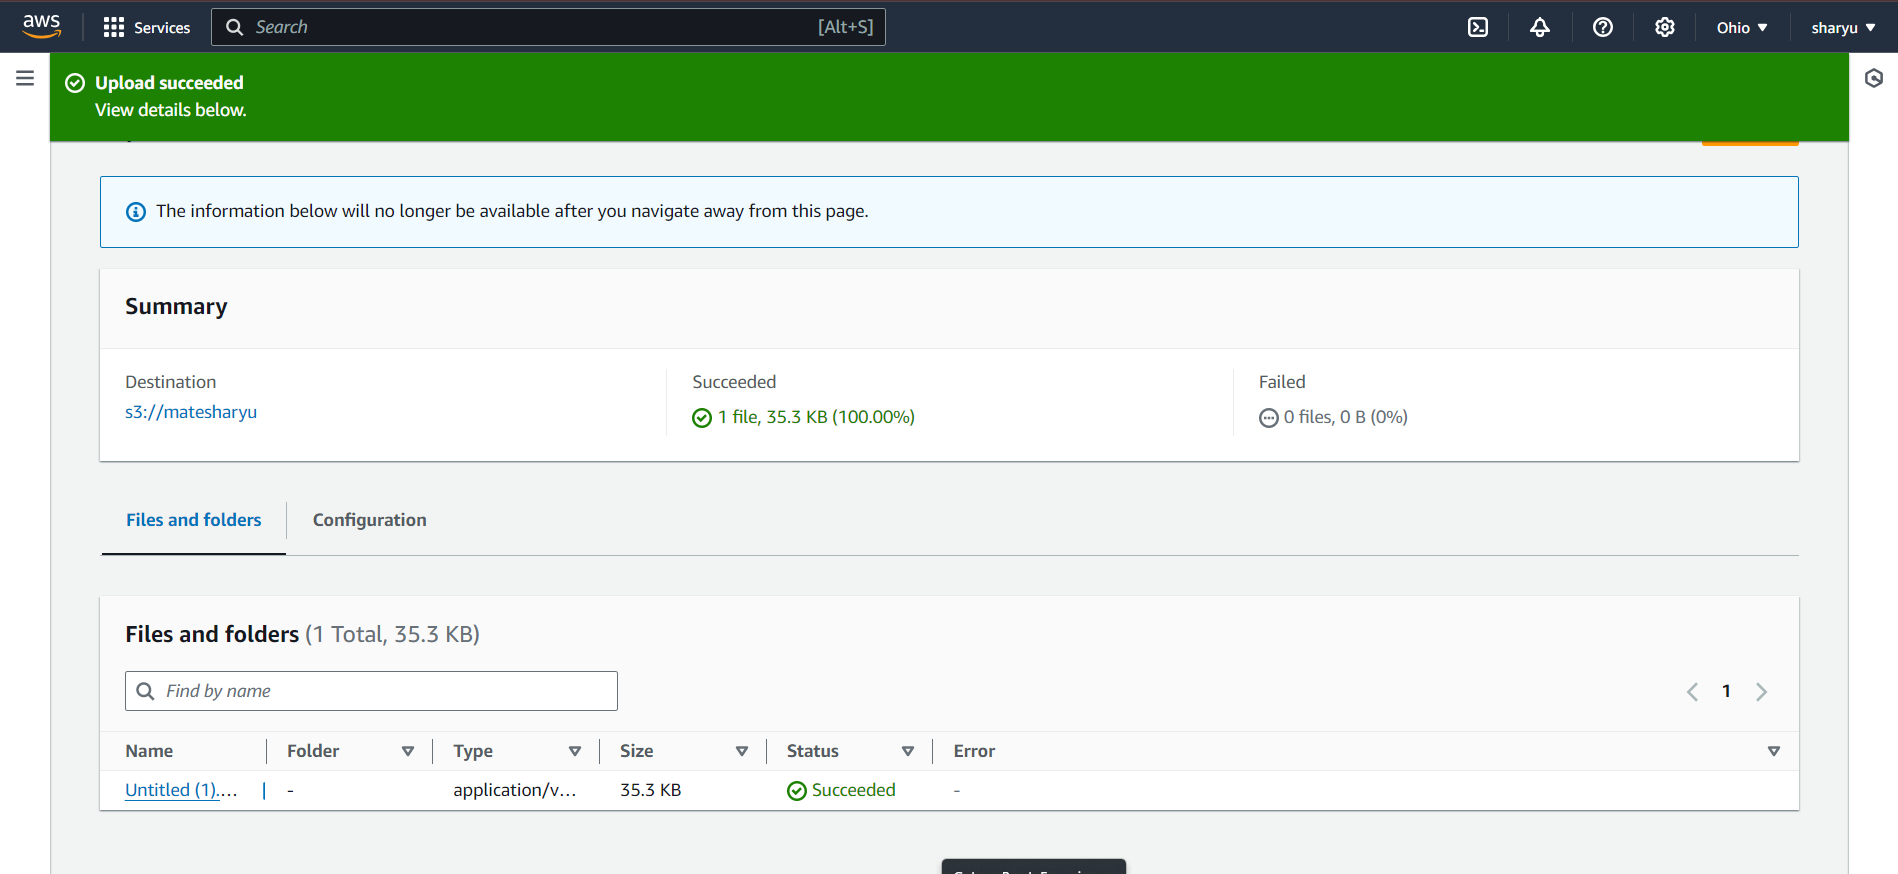 aws
Services
Search
[Alt+S]
Ohio
sharyu
Upload succeeded
View details below.
The information below will no longer be available after you navigate away from this page.
Summary
Destination
s3://matesharyu
Succeeded
1 file, 35.3 KB (100.00%)
Failed
0 files, 0 B (0%)
Files and folders
Configuration
Files and folders (1 Total, 35.3 KB)
Find by name
1
Name Folder Type Size Status Error
Untitled (1).... - application/v... 35.3 KB Succeeded -